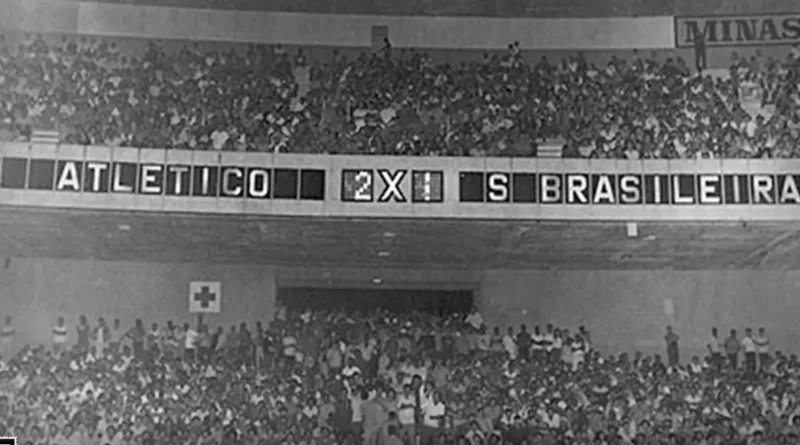 MINAS
ATLETICO 2X1 S BRASILEIRA